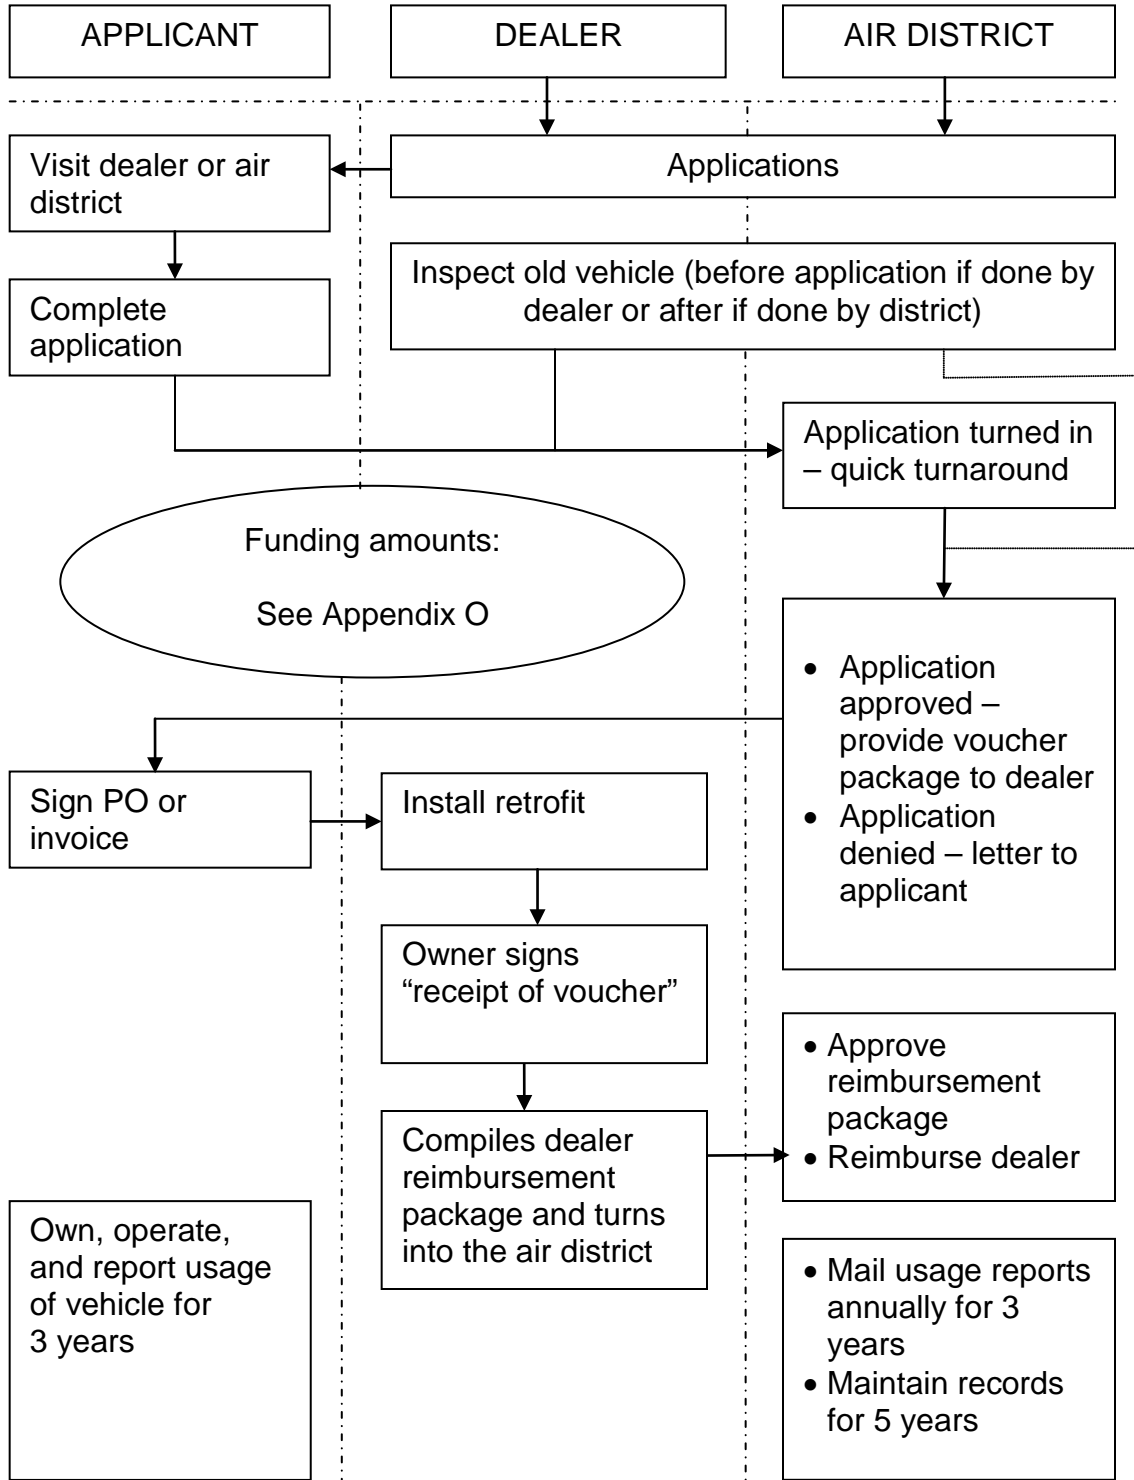 APPLICANT
DEALER
AIR DISTRICT
Visit dealer or air
district
Applications
Complete
application
Inspect old vehicle (before application if done by
dealer or after if done by district)
Application turned in
– quick turnaround
Funding amounts:
See Appendix O
• Application
approved –
provide voucher
package to dealer
• Application
denied – letter to
applicant
Sign PO or
invoice
Install retrofit
Owner signs
“receipt of voucher”
Compiles dealer
reimbursement
package and turns
into the air district
• Approve
reimbursement
package
• Reimburse dealer
Own, operate,
and report usage
of vehicle for
3 years
• Mail usage reports
annually for 3
years
• Maintain records
for 5 years